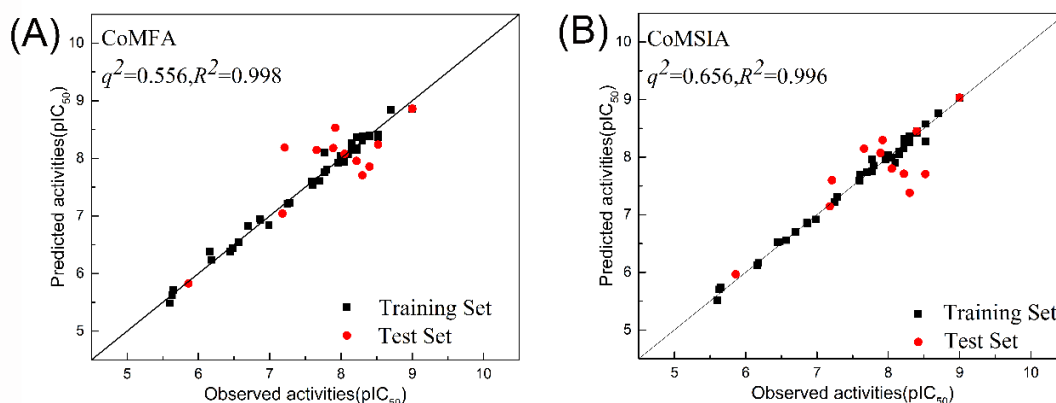 (A)
CoMFA
q²=0.556,R²=0.998
Predicted activities(pIC₅₀)
10
9
8
7
6
5
Training Set
Test Set
5 6 7 8 9 10
Observed activities(pIC₅₀)
(B)
CoMSIA
q²=0.656,R²=0.996
Predicted activities(pIC₅₀)
10
9
8
7
6
5
Training Set
Test Set
5 6 7 8 9 10
Observed activities(pIC₅₀)